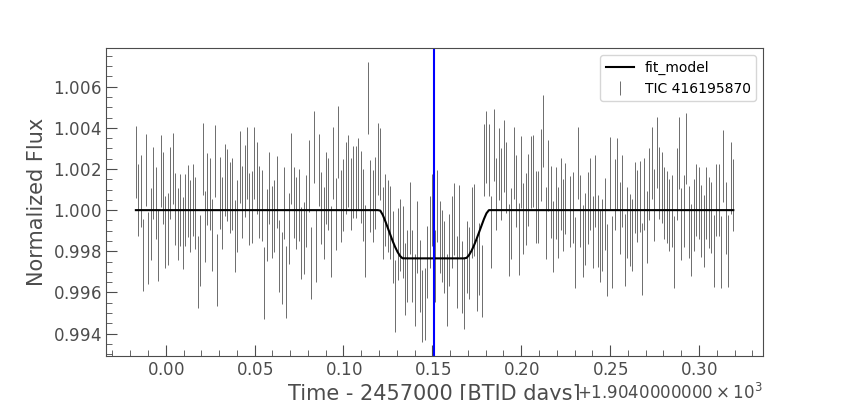 fit_model
TIC 416195870
1.006
1.004
1.002
1.000
0.998
0.996
0.994
Normalized Flux
0.00 0.05 0.10 0.15 0.20 0.25 0.30
Time - 2457000 [BTJD days]
+1.9040000000 × 10³